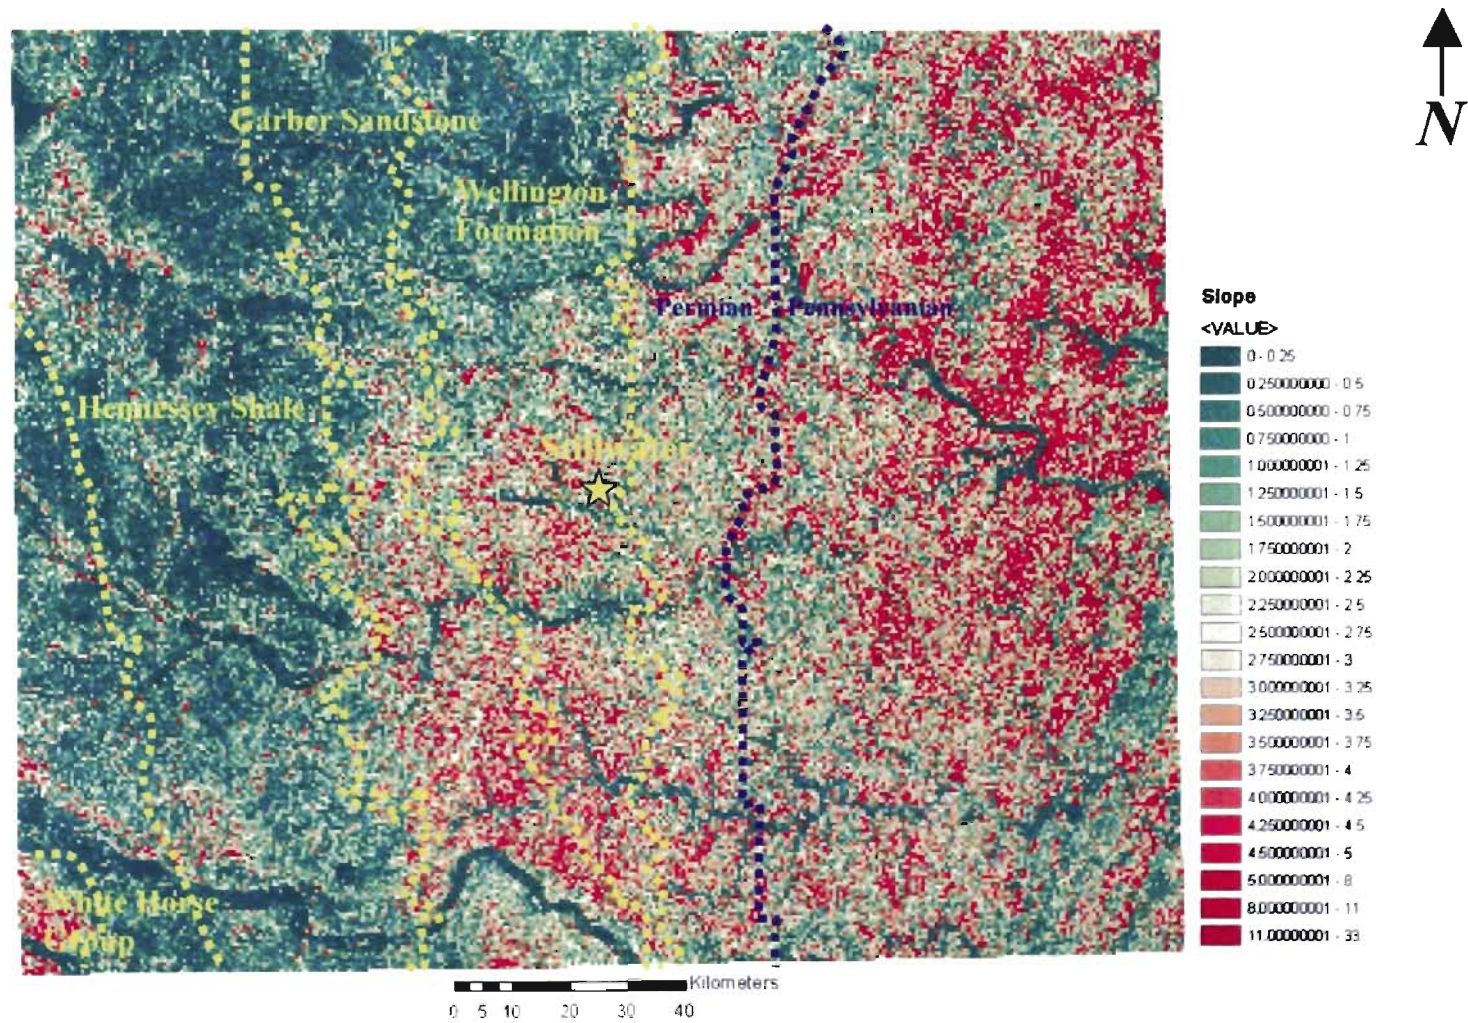 N
Garber Sandstone
Wellington
Formation
Permian
Pennsylvanian
Hennessey Shale
Stillwater
White Horse
Group
Slope
<VALUE>
0 - 0.25
0.250000000 - 0.5
0.500000000 - 0.75
0.750000000 - 1
1.000000001 - 1.25
1.250000001 - 1.5
1.500000001 - 1.75
1.750000001 - 2
2.000000001 - 2.25
2.250000001 - 2.5
2.500000001 - 2.75
2.750000001 - 3
3.000000001 - 3.25
3.250000001 - 3.5
3.500000001 - 3.75
3.750000001 - 4
4.000000001 - 4.25
4.250000001 - 4.5
4.500000001 - 5
5.000000001 - 8
8.000000001 - 11
11.00000001 - 33
Kilometers
0 5 10 20 30 40